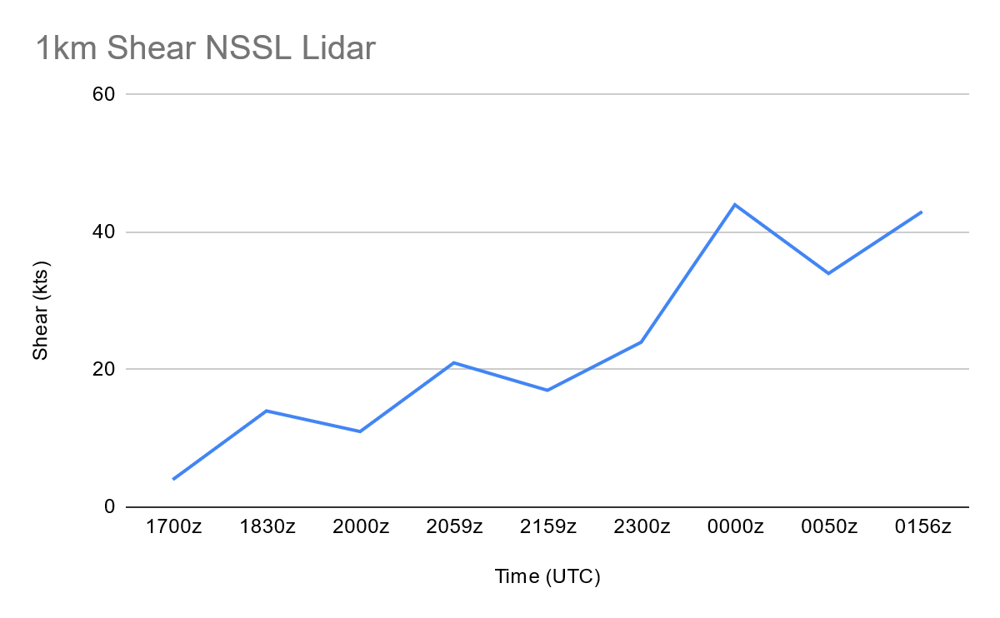 1km Shear NSSL Lidar
60
40
20
0
Shear (kts)
1700z 1830z 2000z 2059z 2159z 2300z 0000z 0050z 0156z
Time (UTC)